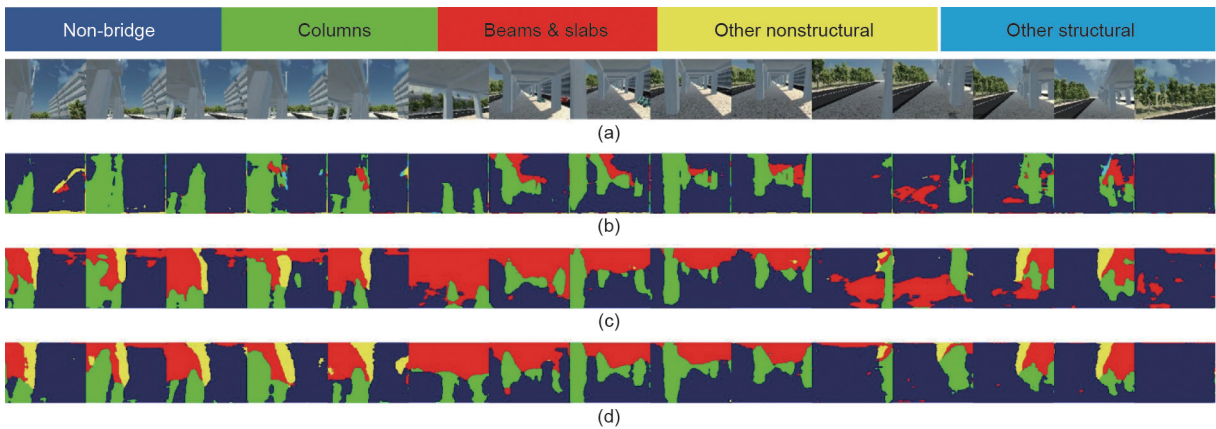 Non-bridge Columns Beams & slabs Other nonstructural Other structural
(a)
(b)
(c)
(d)